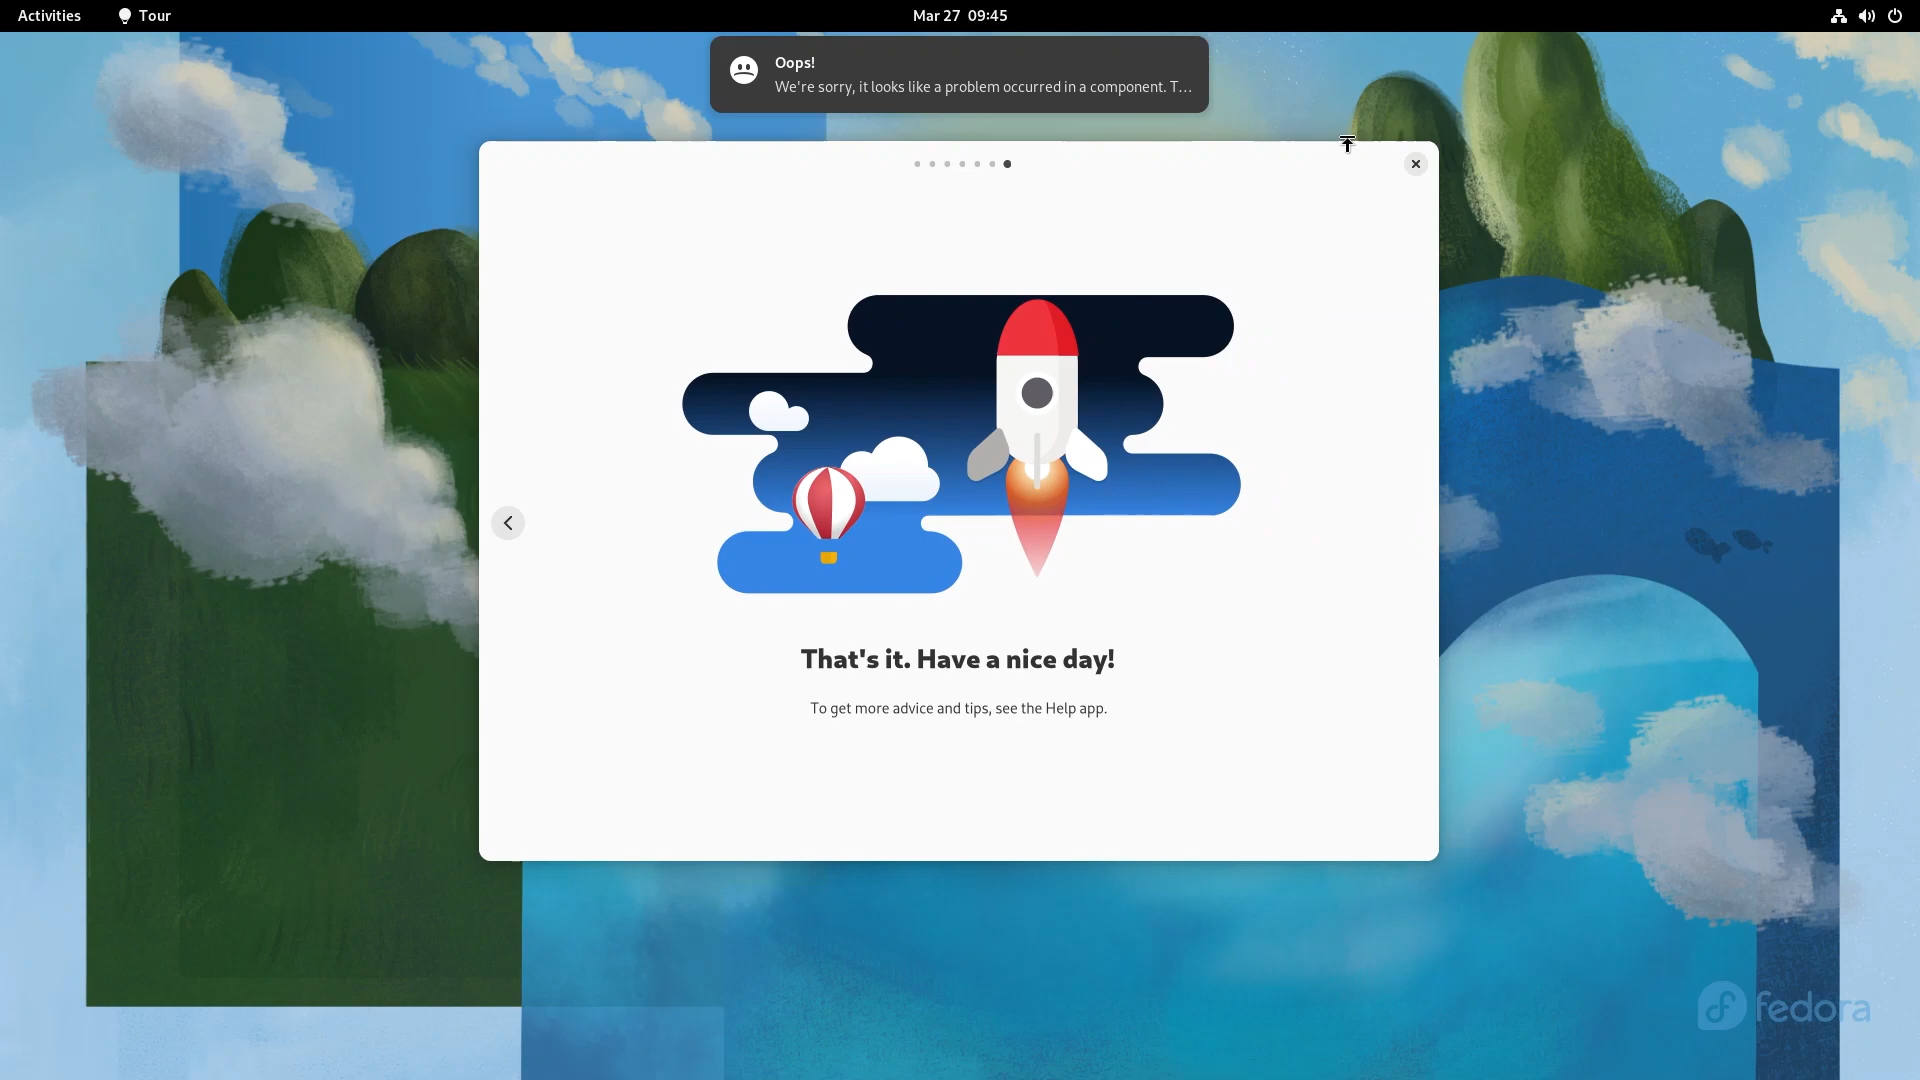 Activities
Tour
Mar 27 09:45
Oops!
We're sorry, it looks like a problem occurred in a component. T...
That's it. Have a nice day!
To get more advice and tips, see the Help app.
fedora